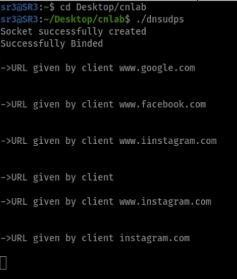 sr3@SR3:~$ cd Desktop/cnlab
sr3@SR3:~/Desktop/cnlab$ ./dnsudps
Socket successfully created
Successfully Binded
->URL given by client www.google.com
->URL given by client www.facebook.com
->URL given by client www.iinstagram.com
->URL given by client
->URL given by client www.instagram.com
->URL given by client instagram.com